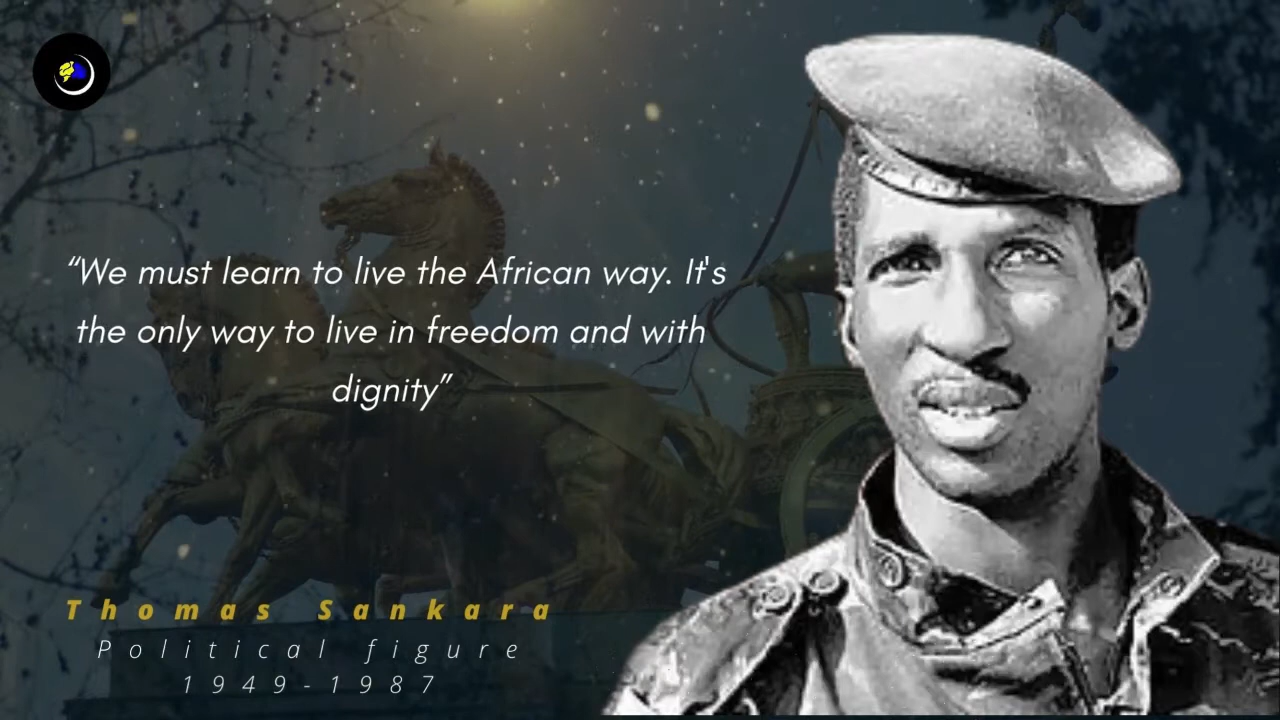 “We must learn to live the African way. It's
the only way to live in freedom and with
dignity”
Thomas Sankara
Political figure
1949-1987